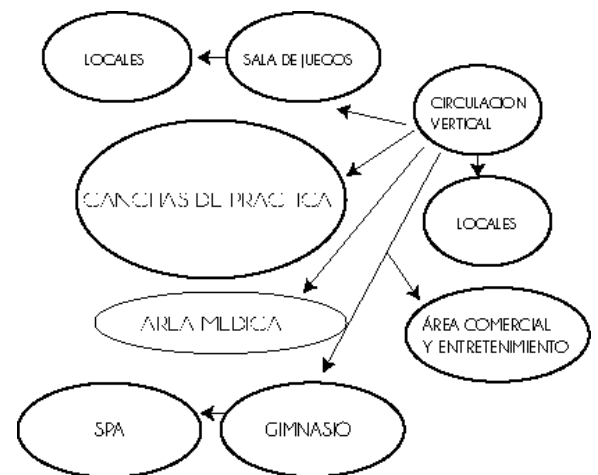 LOCALES
SALA DE JUEGOS
CIRCULACION
VERTICAL
CANCHAS DE PRACTICA
LOCALES
AREA MEDICA
ÁREA COMERCIAL
Y ENTRETENIMIENTO
SPA
GIMNASIO